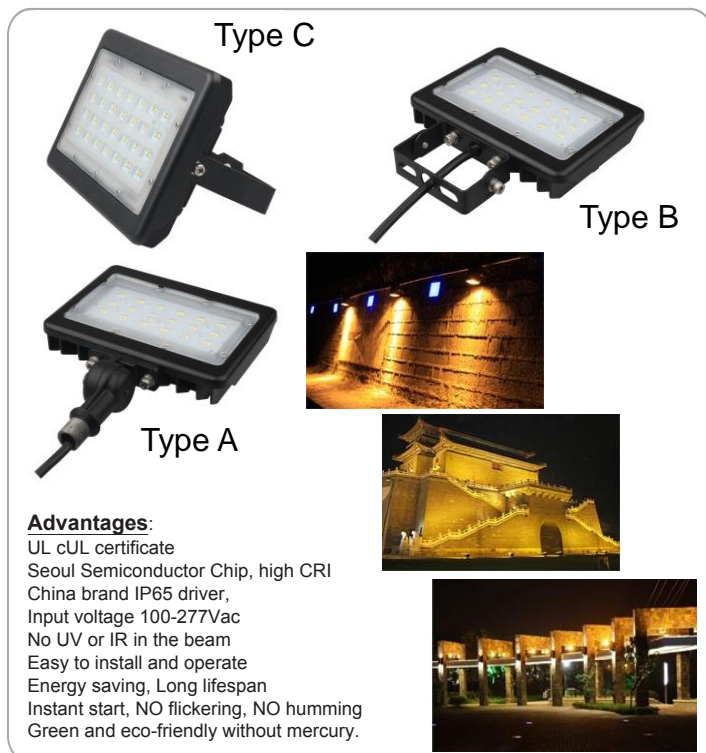 Type C
Type B
Type A
Advantages:
UL cUL certificate
Seoul Semiconductor Chip, high CRI
China brand IP65 driver,
Input voltage 100-277Vac
No UV or IR in the beam
Easy to install and operate
Energy saving, Long lifespan
Instant start, NO flickering, NO humming
Green and eco-friendly without mercury.